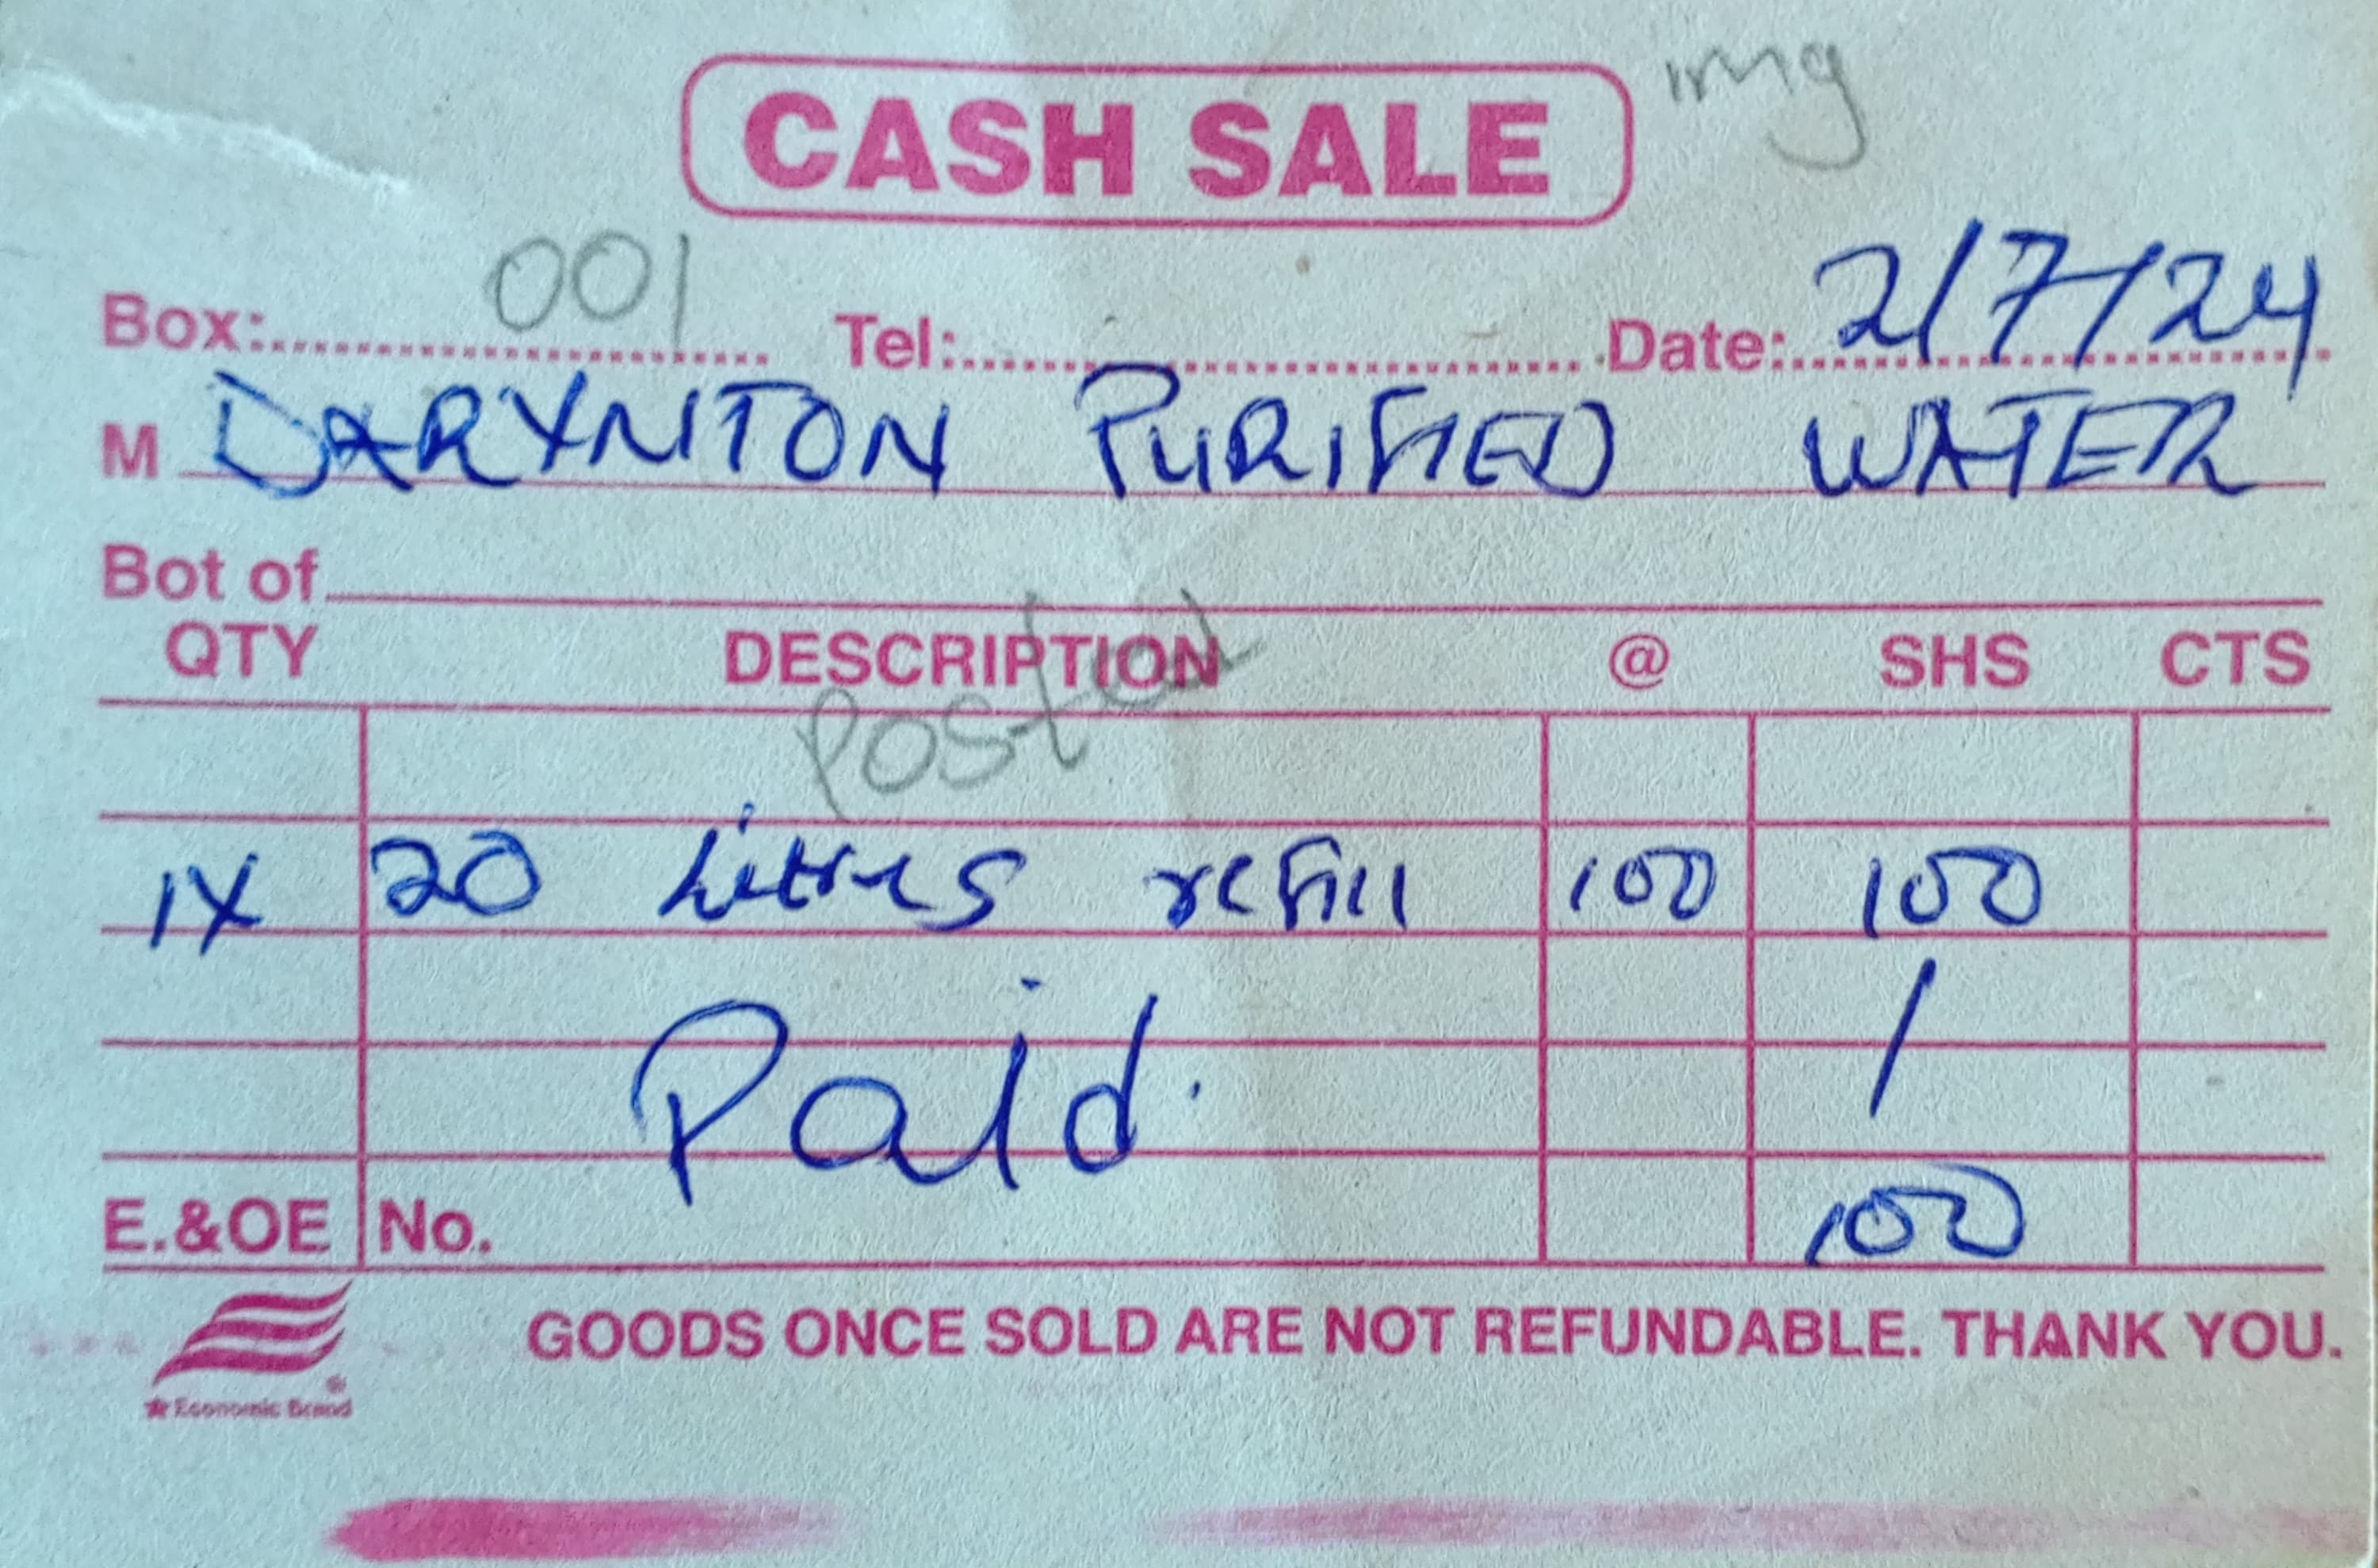 CASH SALE img
Box: 001 Tel: Date: 2/7/24
M DARYNTON PURIFIED WATER
Bot of
QTY DESCRIPTION @ SHS CTS
Posted
1X 20 Litres refill 100 100
/
Paid.
E.&OE No. 100
GOODS ONCE SOLD ARE NOT REFUNDABLE. THANK YOU.
® 
★ Economic Brand